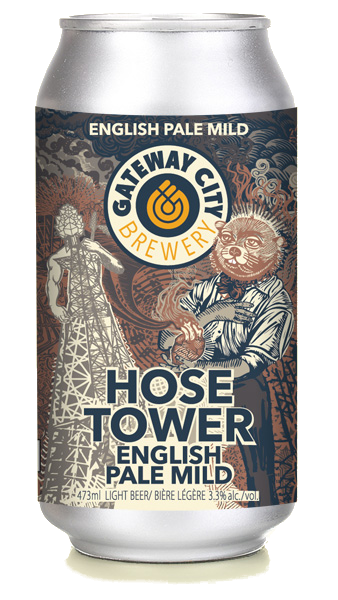 ENGLISH PALE MILD
GATEWAY CITY
BREWERY
HOSE
TOWER
ENGLISH
PALE MILD
473ml LIGHT BEER/ BIÈRE LÉGÈRE 3.3% alc./vol.